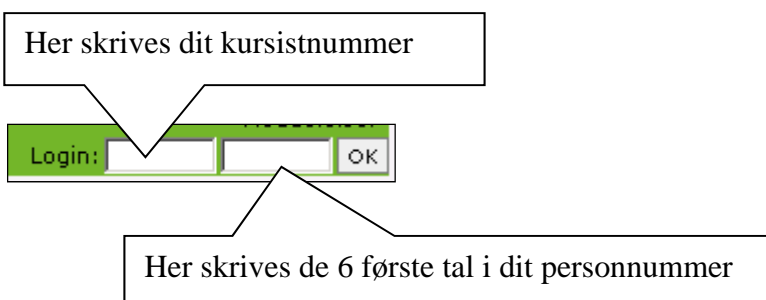 Her skrives dit kursistnummer
Login:
OK
Her skrives de 6 første tal i dit personnummer